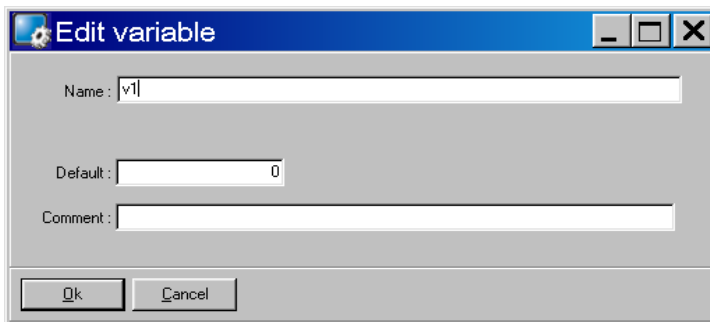 Edit variable
Name : v1
Default : 0
Comment :
Ok Cancel